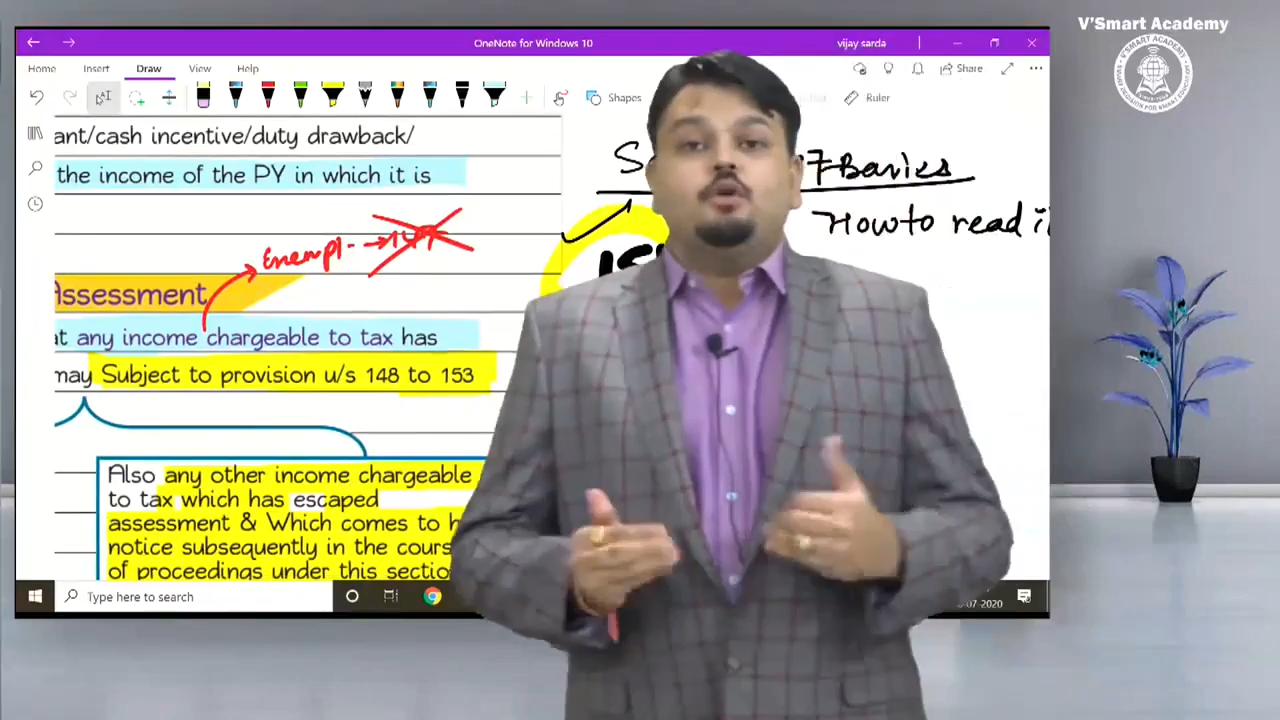 V'Smart Academy
OneNote for Windows 10
vijay sarda
Home Insert Draw View Help
Share
Shapes
Ruler
ant/cash incentive/duty drawback/
the income of the PY in which it is
Exempt
Assessment
at any income chargeable to tax has
may Subject to provision u/s 148 to 153
Also any other income chargeable
to tax which has escaped
assessment & Which comes to h
notice subsequently in the cours
of proceedings under this sectio
7 Basics
How to read i
Type here to search
-07-2020